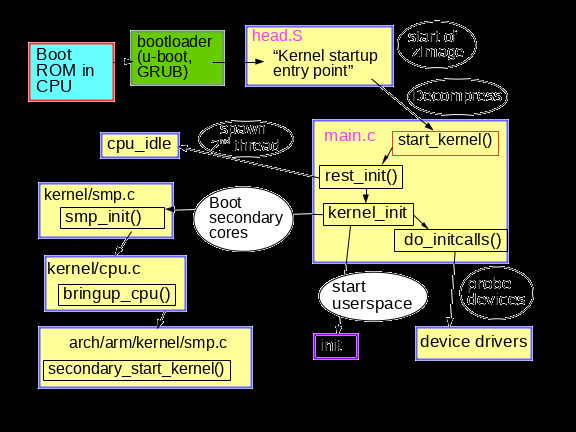 Boot
ROM in
CPU
bootloader
(u-boot,
GRUB)
head.S
“Kernel startup
entry point”
start of
zImage
Decompress
main.c
start_kernel()
spawn
2nd thread
cpu_idle
rest_init()
kernel_init
do_initcalls()
kernel/smp.c
smp_init()
Boot
secondary
cores
kernel/cpu.c
bringup_cpu()
start
userspace
probe
devices
arch/arm/kernel/smp.c
secondary_start_kernel()
init
device drivers